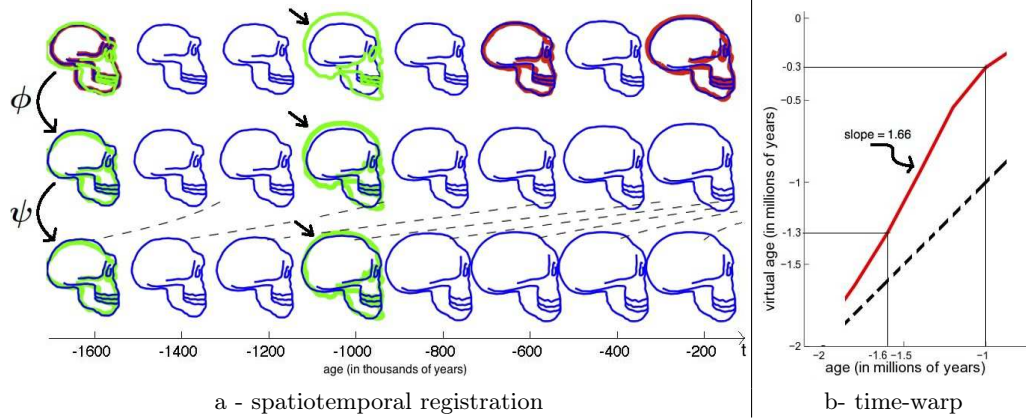 ϕ
ψ
-1600 -1400 -1200 -1000 -800 -600 -400 -200 t
age (in thousands of years)
a - spatiotemporal registration
virtual age (in millions of years)
0
-0.3
-0.5
slope = 1.66
-1
-1.3
-1.5
-2
-2 -1.6 -1.5 -1
age (in millions of years)
b- time-warp